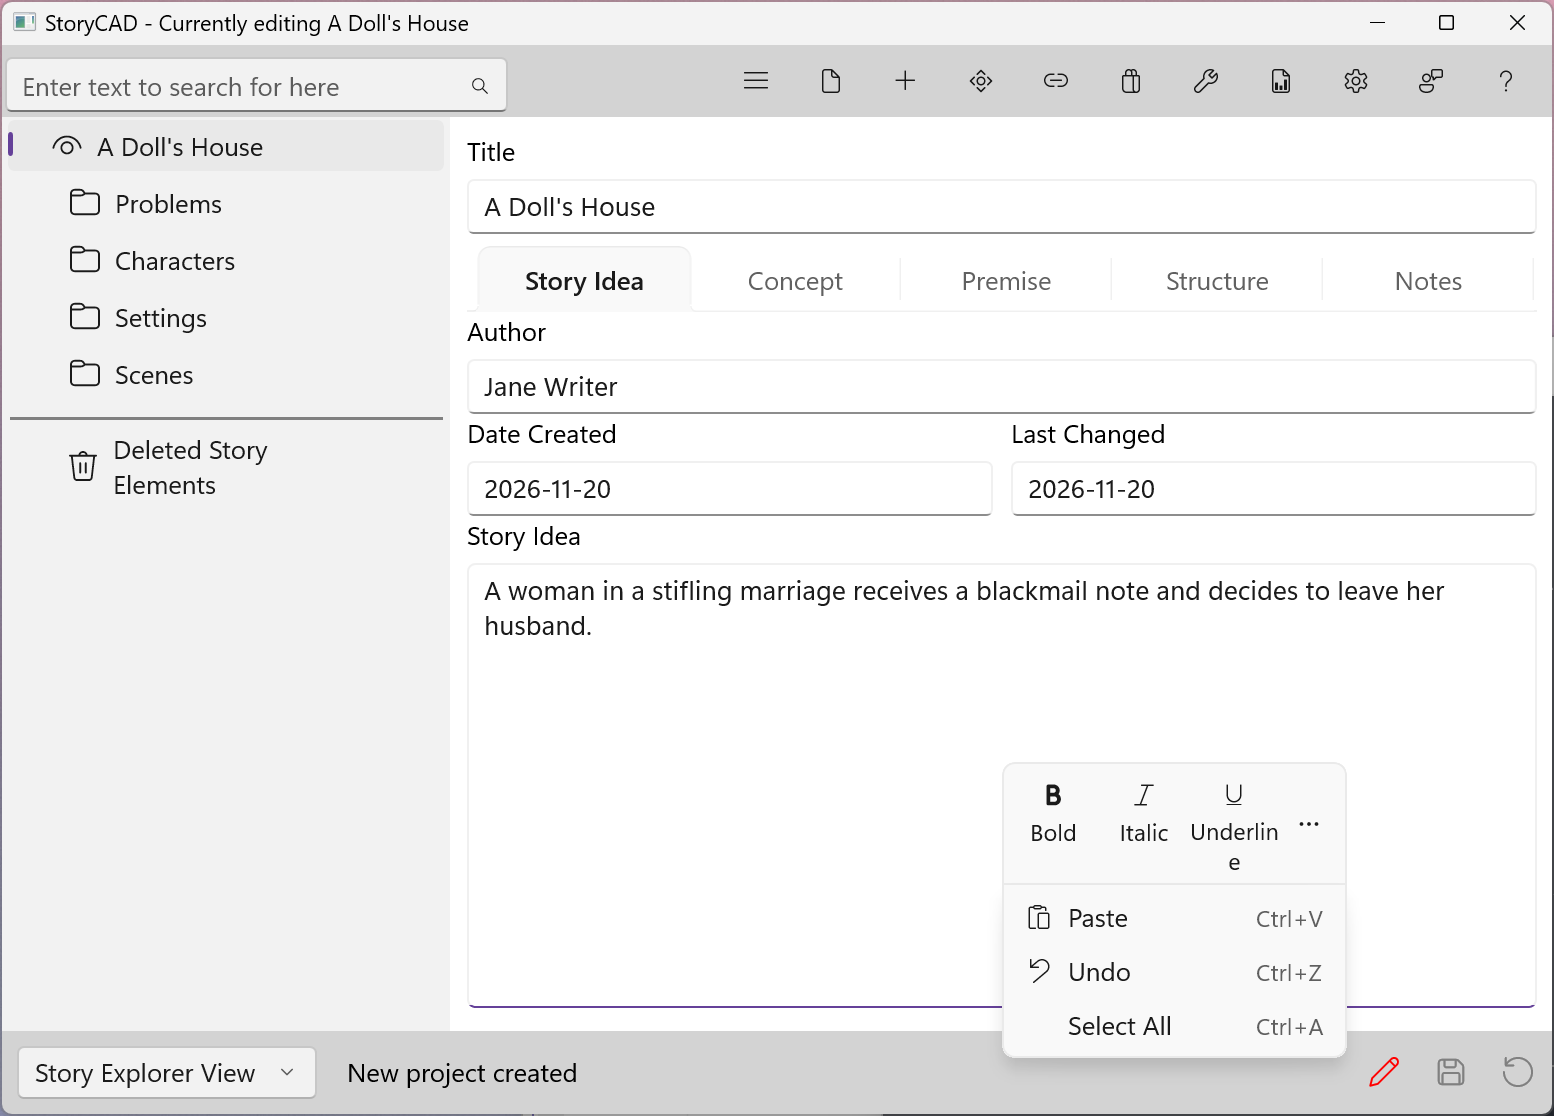 StoryCAD - Currently editing A Doll's House
Enter text to search for here
A Doll's House
Problems
Characters
Settings
Scenes
Deleted Story
Elements
Title
A Doll's House
Story Idea
Concept
Premise
Structure
Notes
Author
Jane Writer
Date Created
Last Changed
2026-11-20
2026-11-20
Story Idea
A woman in a stifling marriage receives a blackmail note and decides to leave her
husband.
B
I
U
Bold
Italic
Underlin
e
Paste Ctrl+V
Undo Ctrl+Z
Select All Ctrl+A
Story Explorer View
New project created